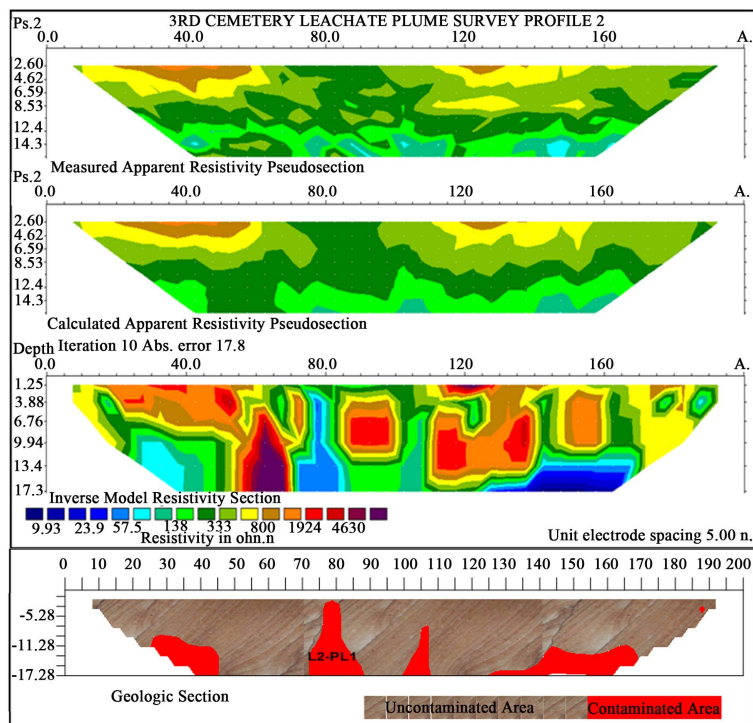 3RD CEMETERY LEACHATE PLUME SURVEY PROFILE 2
Ps.2
0.0 40.0 80.0 120 160 A.
2.60
4.62
6.59
8.53
12.4
14.3
Measured Apparent Resistivity Pseudosection
Ps.2
0.0 40.0 80.0 120 160 A.
2.60
4.62
6.59
8.53
12.4
14.3
Calculated Apparent Resistivity Pseudosection
Depth Iteration 10 Abs. error 17.8
0.0 40.0 80.0 120 160 A.
1.25
3.88
6.76
9.94
13.4
17.3
Inverse Model Resistivity Section
9.93 23.9 57.5 138 333 800 1924 4630
Resistivity in ohn.n
Unit electrode spacing 5.00 n.
0 10 20 30 40 50 60 70 80 90 100 110 120 130 140 150 160 170 180 190 200
-5.28
-11.28
-17.28
L2-PL1
Geologic Section
Uncontaminated Area
Contaminated Area